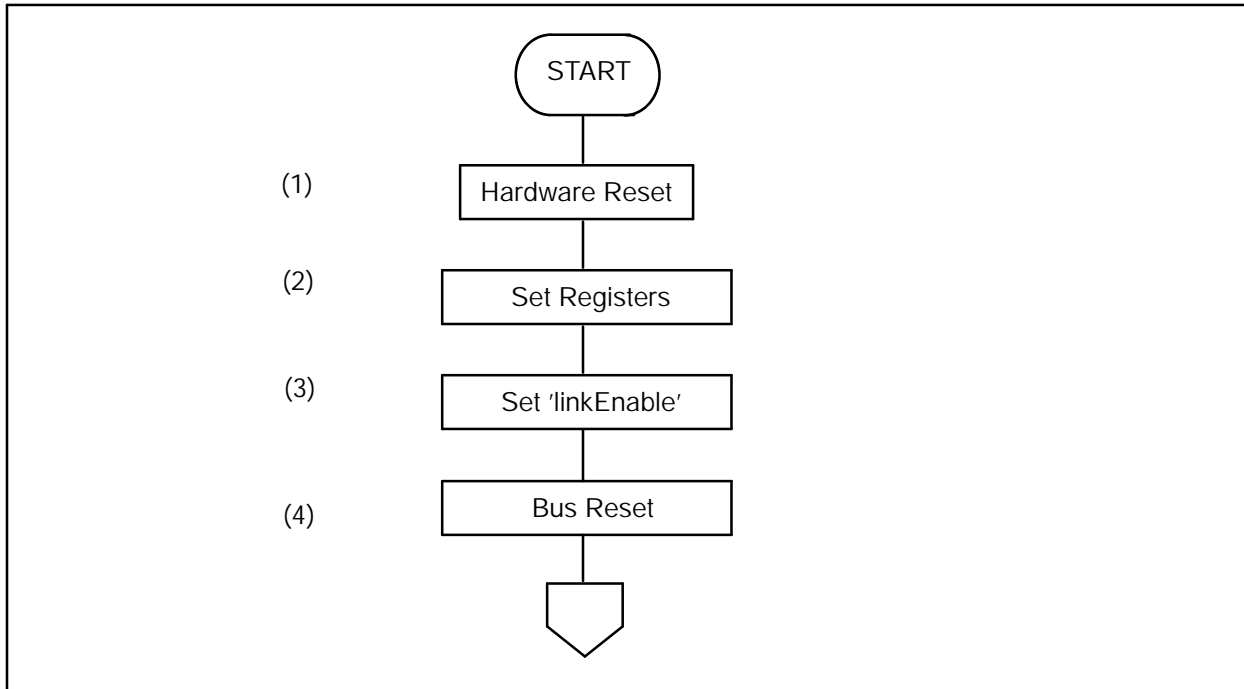 START
(1)
Hardware Reset
(2)
Set Registers
(3)
Set 'linkEnable'
(4)
Bus Reset